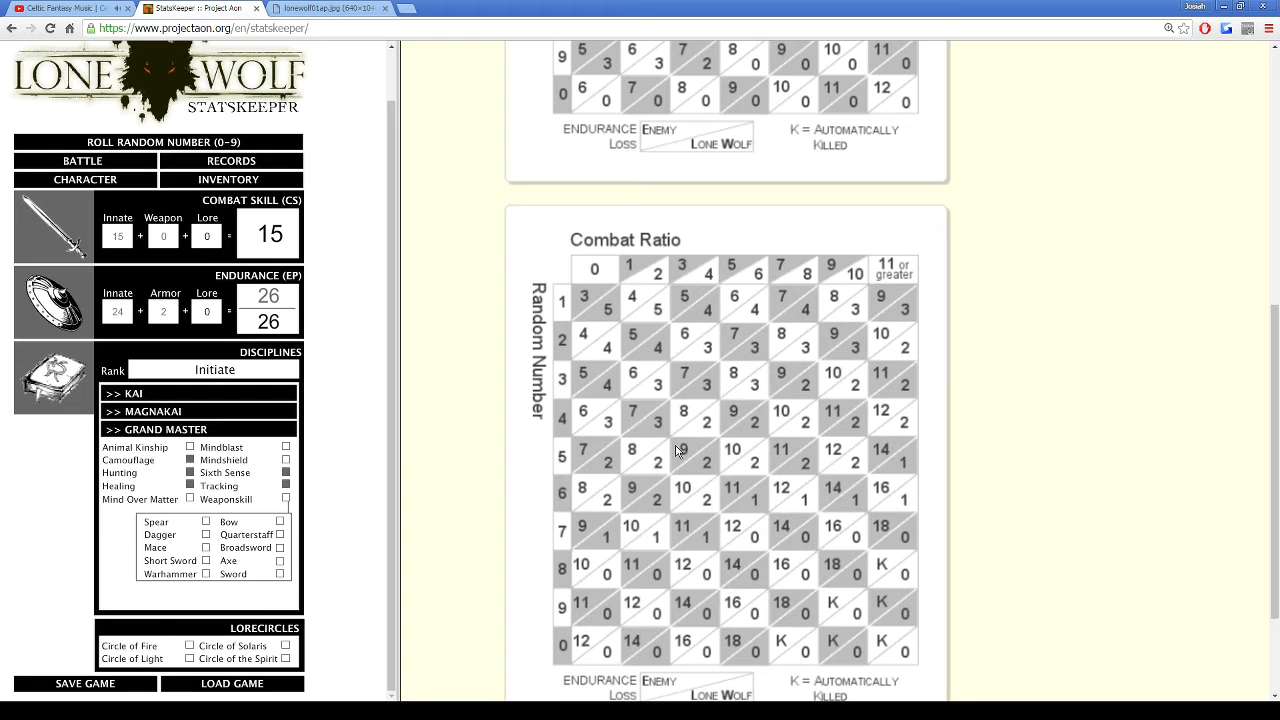 Celtic Fantasy Music | C
StatsKeeper :: Project Aon
lonewolf01ap.jpg (640×10
Josiah
https://www.projectaon.org/en/statskeeper/
LONE WOLF
STATSKEEPER
ROLL RANDOM NUMBER (0-9)
BATTLE RECORDS
CHARACTER INVENTORY
COMBAT SKILL (CS)
Innate Weapon Lore
15 + 0 + 0 = 15
ENDURANCE (EP)
Innate Armor Lore 26
24 + 2 + 0 = 26
DISCIPLINES
Rank Initiate
>> KAI
>> MAGNAKAI
>> GRAND MASTER
Animal Kinship Mindblast
Camouflage Mindshield
Hunting Sixth Sense
Healing Tracking
Mind Over Matter Weaponskill
Spear Bow
Dagger Quarterstaff
Mace Broadsword
Short Sword Axe
Warhammer Sword
LORECIRCLES
Circle of Fire Circle of Solaris
Circle of Light Circle of the Spirit
SAVE GAME LOAD GAME
9 5 3 6 3 7 2 8 0 9 0 10 0 11 0
0 6 0 7 0 8 0 9 0 10 0 11 0 12 0
ENDURANCE LOSS ENEMY LONE WOLF K = AUTOMATICALLY KILLED
Combat Ratio
Random Number
0 1 2 3 4 5 6 7 8 9 10 11 or greater
1 3 5 4 5 5 4 6 4 7 4 8 3 9 3
2 4 4 5 4 6 3 7 3 8 3 9 3 10 2
3 5 4 6 3 7 3 8 3 9 2 10 2 11 2
4 6 3 7 3 8 2 9 2 10 2 11 2 12 2
5 7 2 8 2 9 2 10 2 11 2 12 2 14 1
6 8 2 9 2 10 2 11 1 12 1 14 1 16 1
7 9 1 10 1 11 1 12 0 14 0 16 0 18 0
8 10 0 11 0 12 0 14 0 16 0 18 0 K 0
9 11 0 12 0 14 0 16 0 18 0 K 0 K 0
0 12 0 14 0 16 0 18 0 K 0 K 0 K 0
ENDURANCE LOSS ENEMY LONE WOLF K = AUTOMATICALLY KILLED